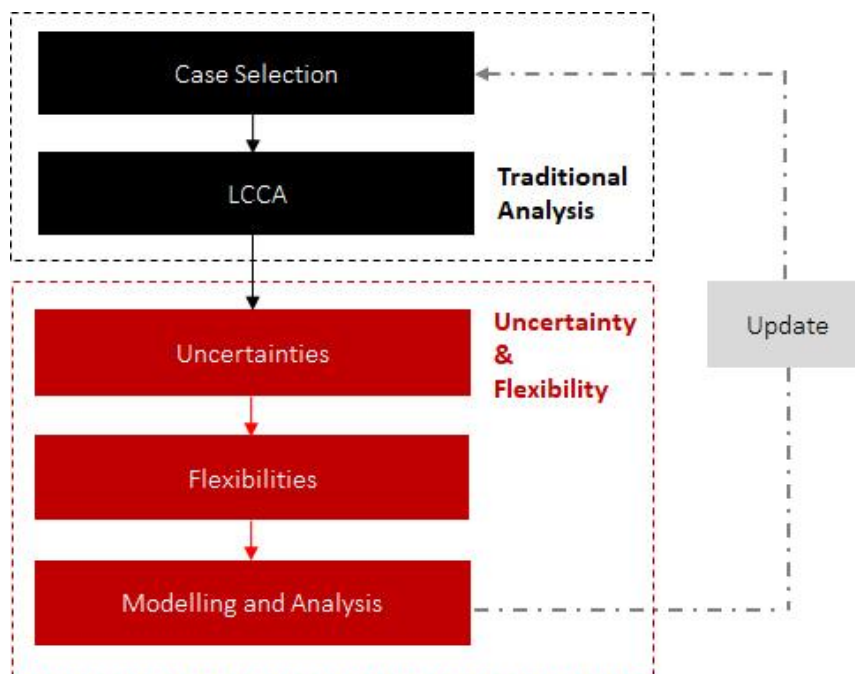 Case Selection
LCCA
Traditional
Analysis
Uncertainties
Uncertainty
&
Flexibility
Flexibilities
Modelling and Analysis
Update